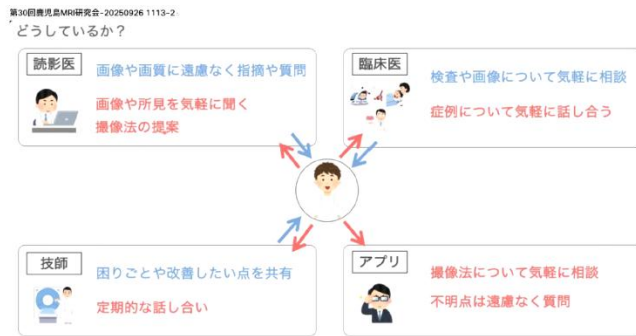 第30回鹿児島MRI研究会-20250926 1113-2
どうしているか？
読影医
画像や画質に遠慮なく指摘や質問
画像や所見を気軽に聞く
撮像法の提案
臨床医
検査や画像について気軽に相談
症例について気軽に話し合う
技師
困りごとや改善したい点を共有
定期的な話し合い
アプリ
撮像法について気軽に相談
不明点は遠慮なく質問